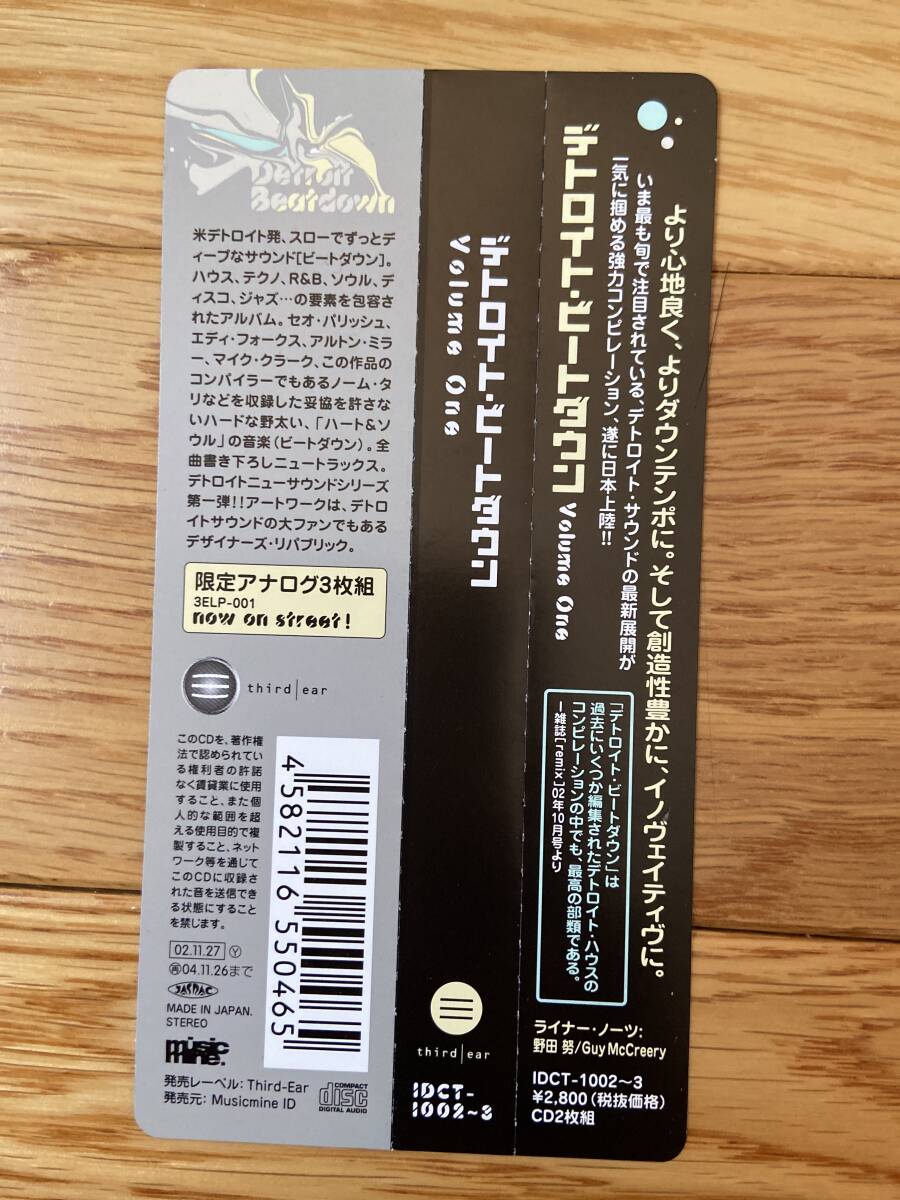 より心地良く、よりダウンテンポに。そして創造性豊かに、イノヴェイティヴに。
いま最も旬で注目されている、デトロイト・サウンドの最新展開が
一気に掴める強力コンピレーション、遂に日本上陸!!
デトロイト・ビートダウン Volume One
「デトロイト・ビートダウン」は
過去にいくつか編集されたデトロイト・ハウスの
コンピレーションの中でも、最高の部類である。
ー雑誌[remix]02年10月号より
ライナー・ノーツ:
野田 努/Guy McCreery
IDCT-1002〜3
¥2,800(税抜価格)
CD2枚組
デトロイト・ビートダウン
Volume One
third ear
IDCT-
1002~3
Detroit
Beatdown
米デトロイト発、スローでずっとデ
ィープなサウンド[ビートダウン]。
ハウス、テクノ、R&B、ソウル、ディ
スコ、ジャズ…の要素を包容さ
れたアルバム。セオ・パリッシュ、
エディ・フォークス、アルトン・ミラ
ー、マイク・クラーク、この作品の
コンパイラーでもあるノーム・タ
リなどを収録した妥協を許さな
いハードな野太い、「ハート&ソ
ウル」の音楽(ビートダウン)。全
曲書き下ろしニュートラックス。
デトロイトニューサウンドシリーズ
第一弾!!アートワークは、デトロ
イトサウンドの大ファンでもある
デザイナーズ・リパブリック。
限定アナログ3枚組
3ELP-001
now on street!
third ear
このCDを、著作権
法で認められている
権利者の許諾
なく賃貸業に使用
すること、また個
人的な範囲を超
える使用目的で複
製すること、ネット
ワーク等を通じて
このCDに収録さ
れた音を送信でき
る状態にすること
を禁じます。
4582116550465
02.11.27 Y
再04.11.26まで
JASRAC
MADE IN JAPAN.
STEREO
music
mine.
発売レーベル: Third-Ear
発売元: Musicmine ID
COMPACT
disc
DIGITAL AUDIO